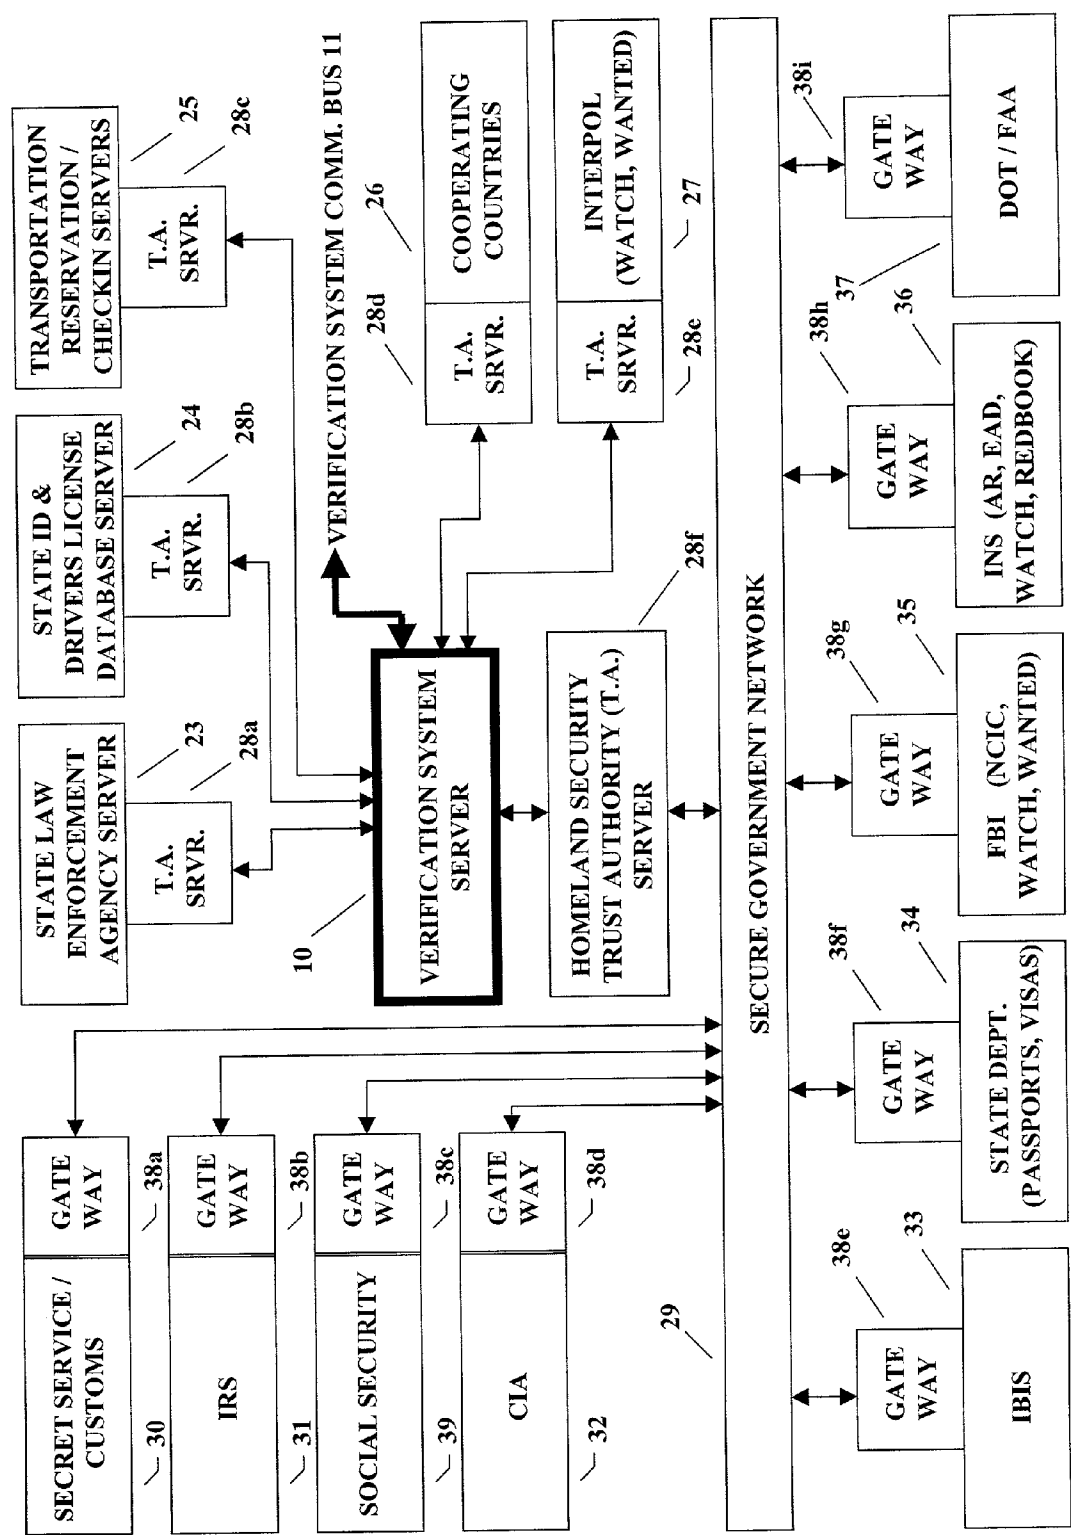 SECRET SERVICE /
CUSTOMS
30
GATE
WAY
38a
IRS
31
GATE
WAY
38b
SOCIAL SECURITY
39
GATE
WAY
38c
CIA
32
GATE
WAY
38d
STATE LAW
ENFORCEMENT
AGENCY SERVER
23
T.A.
SRVR.
28a
STATE ID &
DRIVERS LICENSE
DATABASE SERVER
24
T.A.
SRVR.
28b
TRANSPORTATION
RESERVATION /
CHECKIN SERVERS
25
T.A.
SRVR.
28c
VERIFICATION SYSTEM COMM. BUS 11
10
VERIFICATION SYSTEM
SERVER
28d
T.A.
SRVR.
26
COOPERATING
COUNTRIES
T.A.
SRVR.
28e
INTERPOL
(WATCH, WANTED)
27
HOMELAND SECURITY
TRUST AUTHORITY (T.A.)
SERVER
28f
29
SECURE GOVERNMENT NETWORK
GATE
WAY
38e
33
IBIS
GATE
WAY
38f
34
STATE DEPT.
(PASSPORTS, VISAS)
GATE
WAY
38g
35
FBI (NCIC,
WATCH, WANTED)
GATE
WAY
38h
36
INS (AR, EAD,
WATCH, REDBOOK)
GATE
WAY
38i
37
DOT / FAA